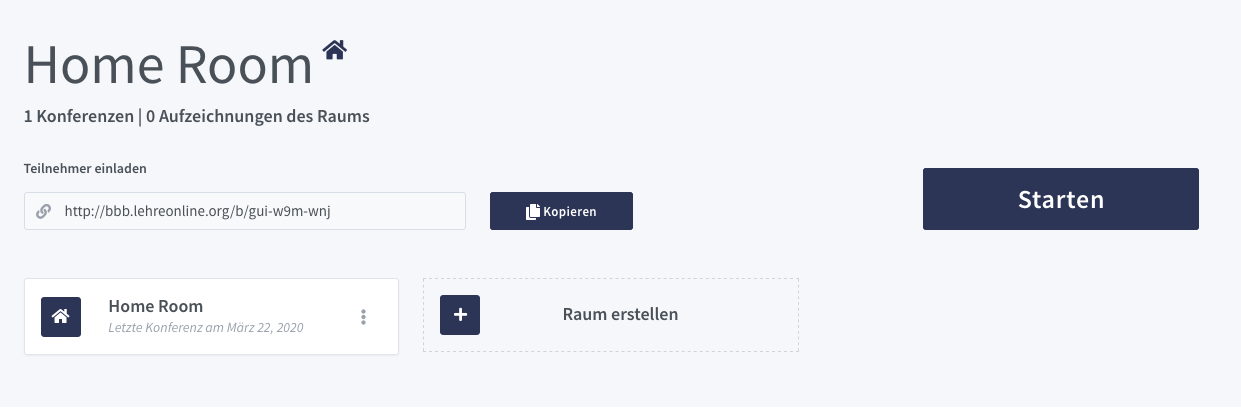 Home Room
1 Konferenzen | 0 Aufzeichnungen des Raums
Teilnehmer einladen
http://bbb.lehreonline.org/b/gui-w9m-wnj
Kopieren
Starten
Home Room
Letzte Konferenz am März 22, 2020
Raum erstellen